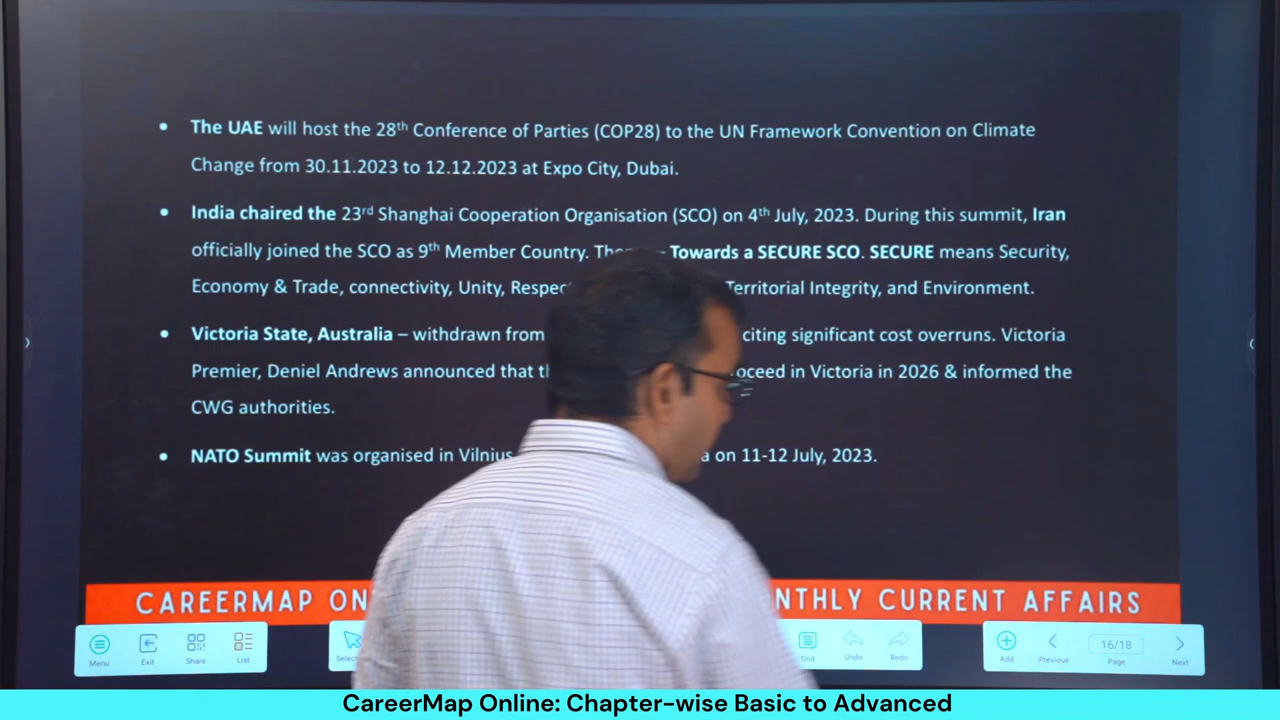 • The UAE will host the 28th Conference of Parties (COP28) to the UN Framework Convention on Climate
Change from 30.11.2023 to 12.12.2023 at Expo City, Dubai.
• India chaired the 23rd Shanghai Cooperation Organisation (SCO) on 4th July, 2023. During this summit, Iran
officially joined the SCO as 9th Member Country. – Towards a SECURE SCO. SECURE means Security,
Economy & Trade, connectivity, Unity, Territorial Integrity, and Environment.
• Victoria State, Australia – withdrawn from citing significant cost overruns. Victoria
Premier, Deniel Andrews announced that in Victoria in 2026 & informed the
CWG authorities.
• NATO Summit was organised in Vilnius on 11-12 July, 2023.
CAREERMAP CURRENT AFFAIRS
Menu Exit Share List Undo Redo Add Previous 16/18 Page Next
CareerMap Online: Chapter-wise Basic to Advanced